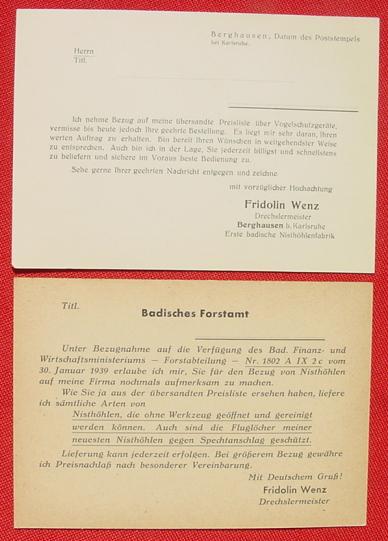 Berghausen, Datum des Poststempels
bei Karlsruhe.
Herrn
Titl.
Ich nehme Bezug auf meine übersandte Preisliste über Vogelschutzgeräte,
vermisse bis heute jedoch Ihre geehrte Bestellung. Es liegt mir sehr daran, Ihren
werten Auftrag zu erhalten. Bin bereit Ihren Wünschen in weitgehendster Weise
zu entsprechen. Auch bin ich in der Lage, Sie jederzeit billigst und schnellstens
zu beliefern und sichere im Voraus beste Bedienung zu.
Sehe gerne Ihrer geehrten Nachricht entgegen und zeichne
mit vorzüglicher Hochachtung
Fridolin Wenz
Drechslermeister
Berghausen b. Karlsruhe
Erste badische Nisthöhlenfabrik
Titl.
Badisches Forstamt
Unter Bezugnahme auf die Verfügung des Bad. Finanz- und
Wirtschaftsministeriums — Forstabteilung — Nr. 1802 A IX 2 c vom
30. Januar 1939 erlaube ich mir, Sie für den Bezug von Nisthöhlen
auf meine Firma nochmals aufmerksam zu machen.
Wie Sie ja aus der übersandten Preisliste ersehen haben, liefere
ich sämtliche Arten von
Nisthöhlen, die ohne Werkzeug geöffnet und gereinigt
werden können. Auch sind die Fluglöcher meiner
neuesten Nisthöhlen gegen Spechtanschlag geschützt.
Lieferung kann jederzeit erfolgen. Bei größerem Bezug gewähre
ich Preisnachlaß nach besonderer Vereinbarung.
Mit Deutschem Gruß!
Fridolin Wenz
Drechslermeister